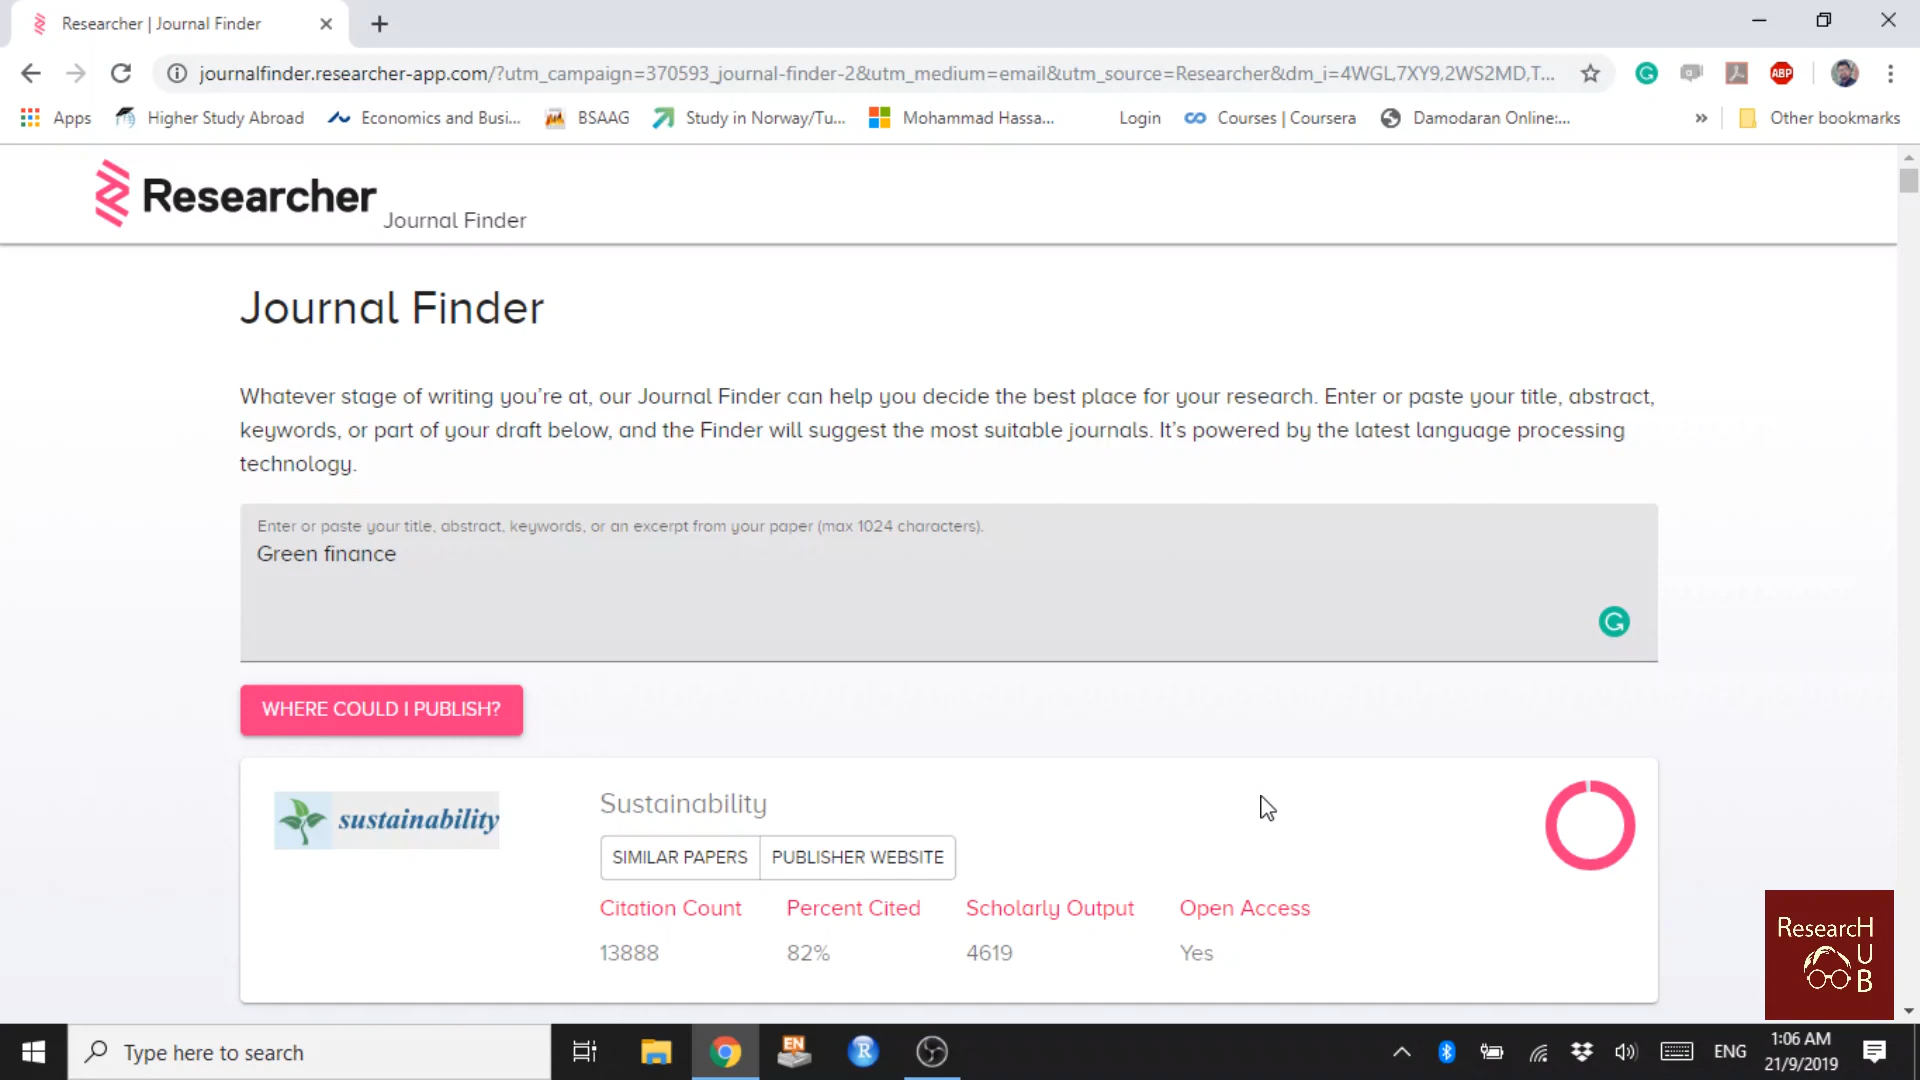 Researcher | Journal Finder
journalfinder.researcher-app.com/?utm_campaign=370593_journal-finder-2&utm_medium=email&utm_source=Researcher&dm_i=4WGL,7XY9,2WS2MD,T...
ABP
Apps Higher Study Abroad Economics and Busi... BSAAG Study in Norway/Tu... Mohammad Hassa... Login Courses | Coursera Damodaran Online:... » Other bookmarks
Researcher
Journal Finder
Journal Finder
Whatever stage of writing you’re at, our Journal Finder can help you decide the best place for your research. Enter or paste your title, abstract,
keywords, or part of your draft below, and the Finder will suggest the most suitable journals. It’s powered by the latest language processing
technology.
Enter or paste your title, abstract, keywords, or an excerpt from your paper (max 1024 characters).
Green finance
WHERE COULD I PUBLISH?
sustainability
Sustainability
SIMILAR PAPERS PUBLISHER WEBSITE
Citation Count Percent Cited Scholarly Output Open Access
13888 82% 4619 Yes
ResearcH
U
B
Type here to search
EN
R
ENG
1:06 AM
21/9/2019